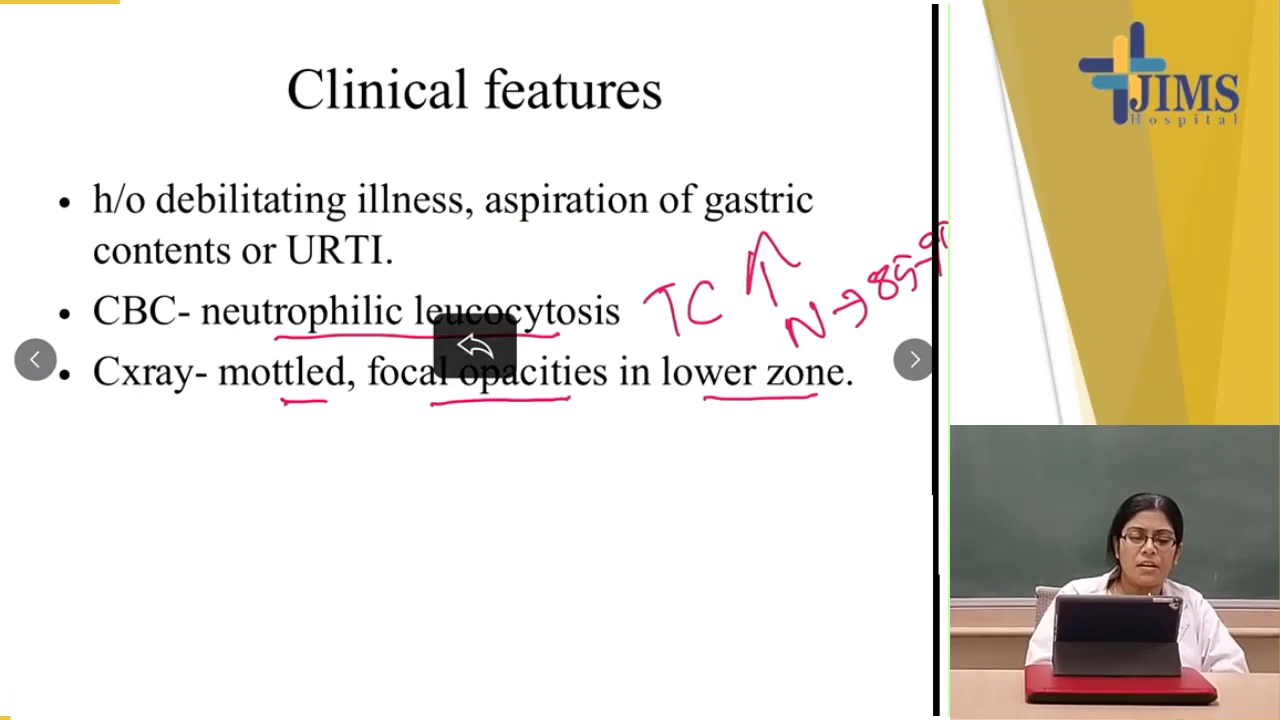 Clinical features
• h/o debilitating illness, aspiration of gastric
contents or URTI.
• CBC- neutrophilic leucocytosis
TC ↑
N → 85-9
• Cxray- mottled, focal opacities in lower zone.
JIMS
Hospital